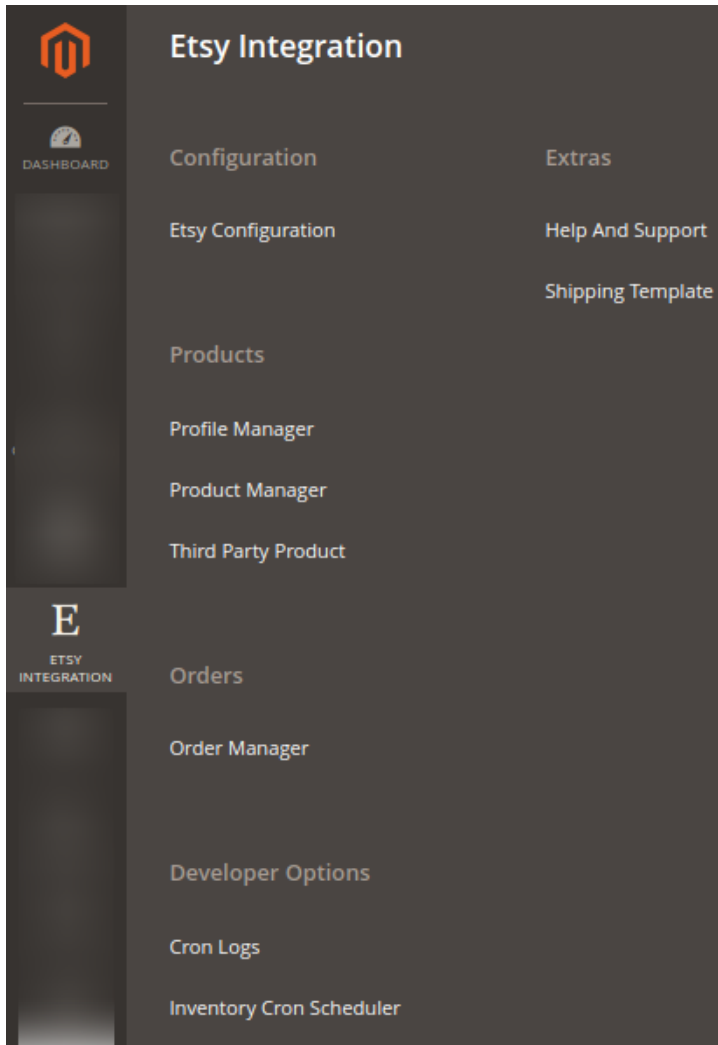 DASHBOARD
E
ETSY
INTEGRATION
Etsy Integration
Configuration
Etsy Configuration
Products
Profile Manager
Product Manager
Third Party Product
Orders
Order Manager
Developer Options
Cron Logs
Inventory Cron Scheduler
Extras
Help And Support
Shipping Template